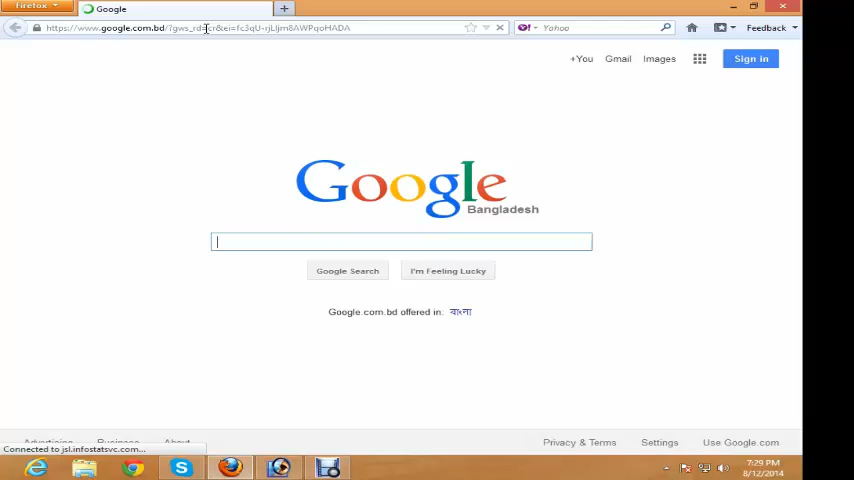 Firefox
Google
https://www.google.com.bd/?gws_rd=cr&ei=fc3qU-rjLIjm8AWPqoHADA
Yahoo
Feedback
+You Gmail Images Sign in
Google
Bangladesh
Google Search I'm Feeling Lucky
Google.com.bd offered in: বাংলা
Advertising Business About
Privacy & Terms Settings Use Google.com
Connected to jsl.infostatsvc.com...
7:29 PM
8/12/2014